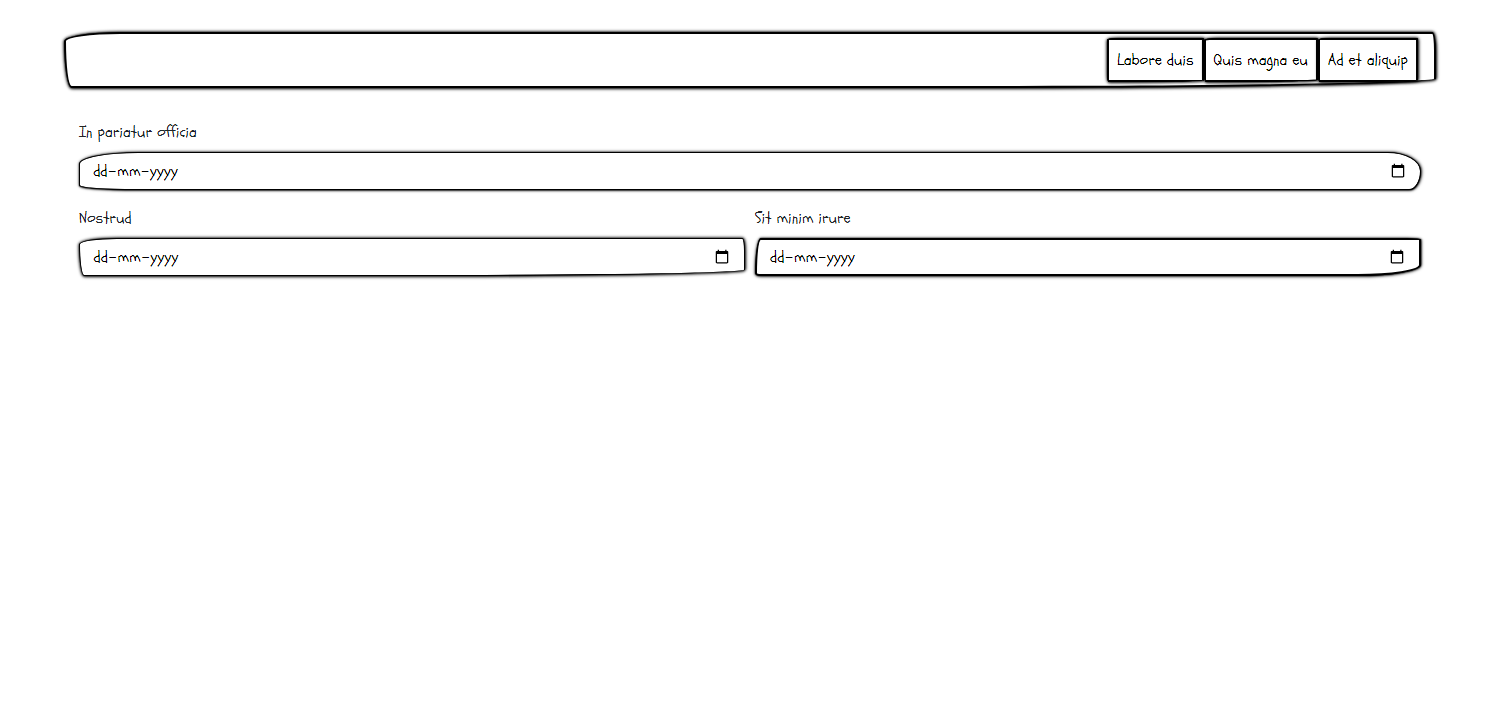 Labore duis Quis magna eu Ad et aliquip
In pariatur officia
dd-mm-yyyy
Nostrud Sit minim irure
dd-mm-yyyy dd-mm-yyyy